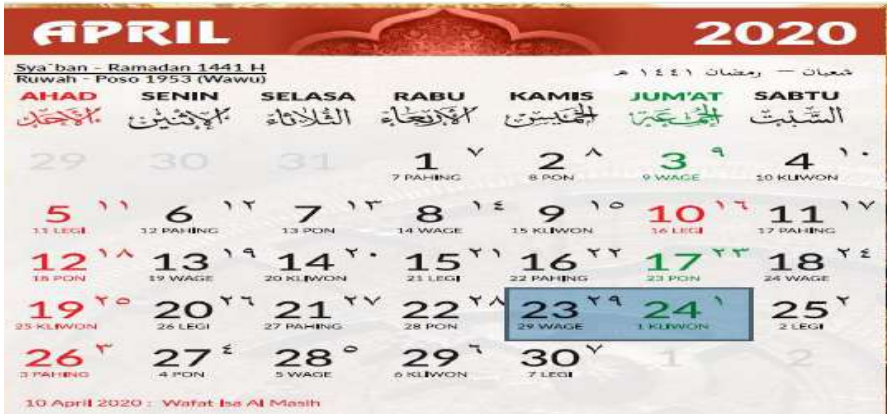 APRIL 2020
Sya`ban - Ramadan 1441 H
Ruwah - Poso 1953 (Wawu)
شعبان — رمضان ١٤٤١ هـ
AHAD SENIN SELASA RABU KAMIS JUM'AT SABTU
الأحد الإثنين الثلاثاء الأربعاء الخميس الجمعة السبت
29 30 31 1 ٧ 2 ٨ 3 ٩ 4 ١٠
7 PAHING 8 PON 9 WAGE 10 KLIWON
5 ١١ 6 ١٢ 7 ١٣ 8 ١٤ 9 ١٥ 10 ١٦ 11 ١٧
11 LEGI 12 PAHING 13 PON 14 WAGE 15 KLIWON 16 LEGI 17 PAHING
12 ١٨ 13 ١٩ 14 ٢٠ 15 ٢١ 16 ٢٢ 17 ٢٣ 18 ٢٤
18 PON 19 WAGE 20 KLIWON 21 LEGI 22 PAHING 23 PON 24 WAGE
19 ٢٥ 20 ٢٦ 21 ٢٧ 22 ٢٨ 23 ٢٩ 24 ١ 25 ٢
25 KLIWON 26 LEGI 27 PAHING 28 PON 29 WAGE 1 KLIWON 2 LEGI
26 ٣ 27 ٤ 28 ٥ 29 ٦ 30 ٧ 1 2
3 PAHING 4 PON 5 WAGE 6 KLIWON 7 LEGI
10 April 2020 : Wafat Isa Al Masih